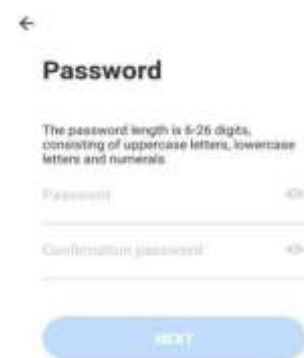 Password
The password length is 6-26 digits,
consisting of uppercase letters, lowercase
letters and numerals
Password
Confirmation password
NEXT